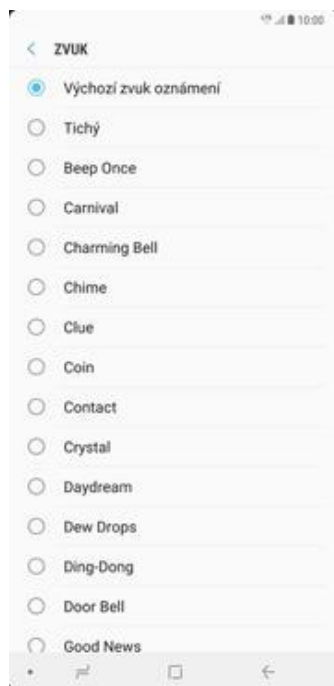 10:00
ZVUK
Výchozí zvuk oznámení
Tichý
Beep Once
Carnival
Charming Bell
Chime
Clue
Coin
Contact
Crystal
Daydream
Dew Drops
Ding-Dong
Door Bell
Good News